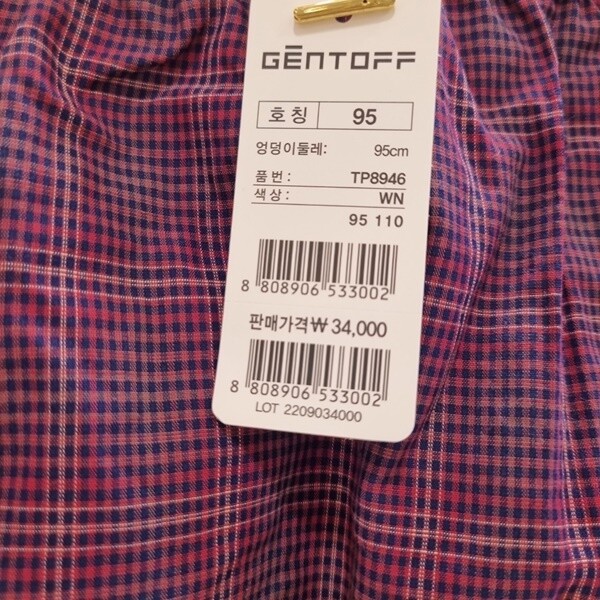 GENTOFF
호칭 95
엉덩이둘레: 95cm
품번: TP8946
색상: WN
95 110
8 808906 533002
판매가격₩ 34,000
8 808906 533002
LOT 2209034000